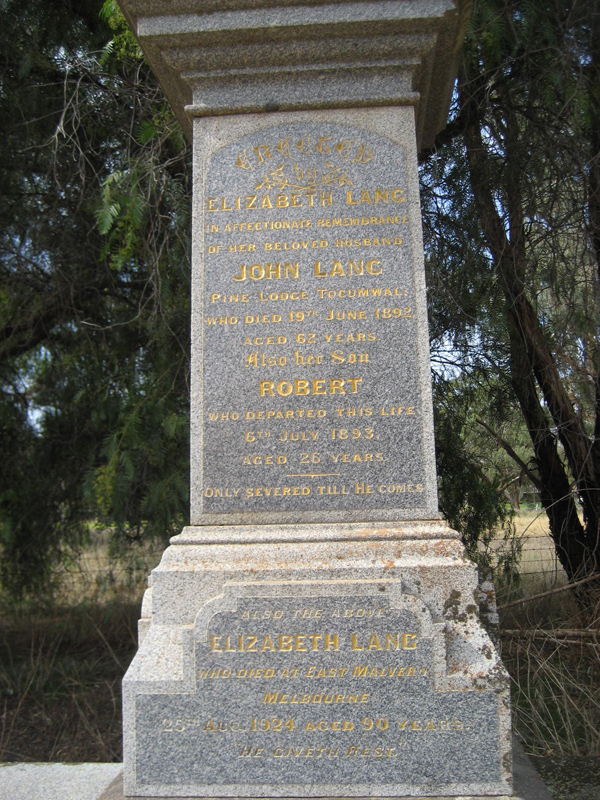 ERECTED
ELIZABETH LANG
IN AFFECTIONATE REMEMBRANCE
OF HER BELOVED HUSBAND
JOHN LANG
PINE LODGE TOCUMWAL,
WHO DIED 19TH JUNE 1892
AGED 62 YEARS.
Also her Son
ROBERT
WHO DEPARTED THIS LIFE
6TH JULY 1893.
AGED 26 YEARS.
ONLY SEVERED TILL HE COMES
ALSO THE ABOVE
ELIZABETH LANG
WHO DIED AT EAST MALVERN
MELBOURNE
25TH AUG. 1924 AGED 90 YEARS.
"HE GIVETH REST"